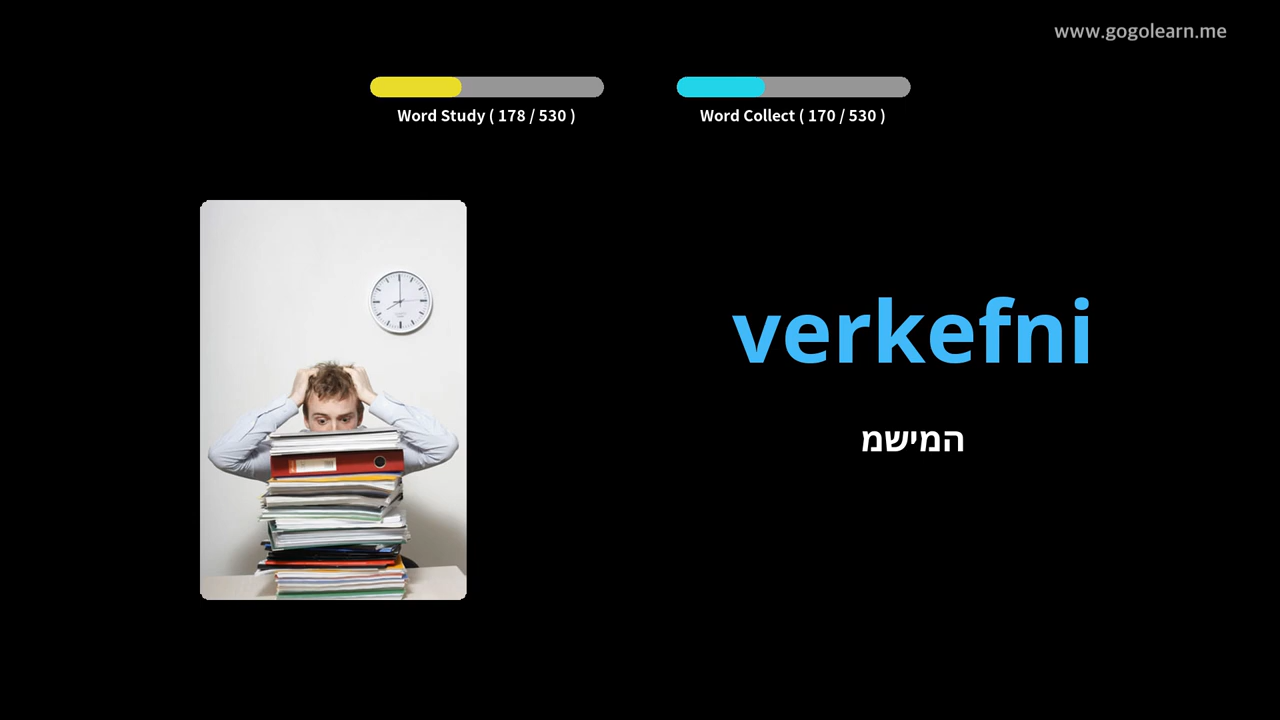 www.gogolearn.me
Word Study ( 178 / 530 )
Word Collect ( 170 / 530 )
verkefni
המישמ